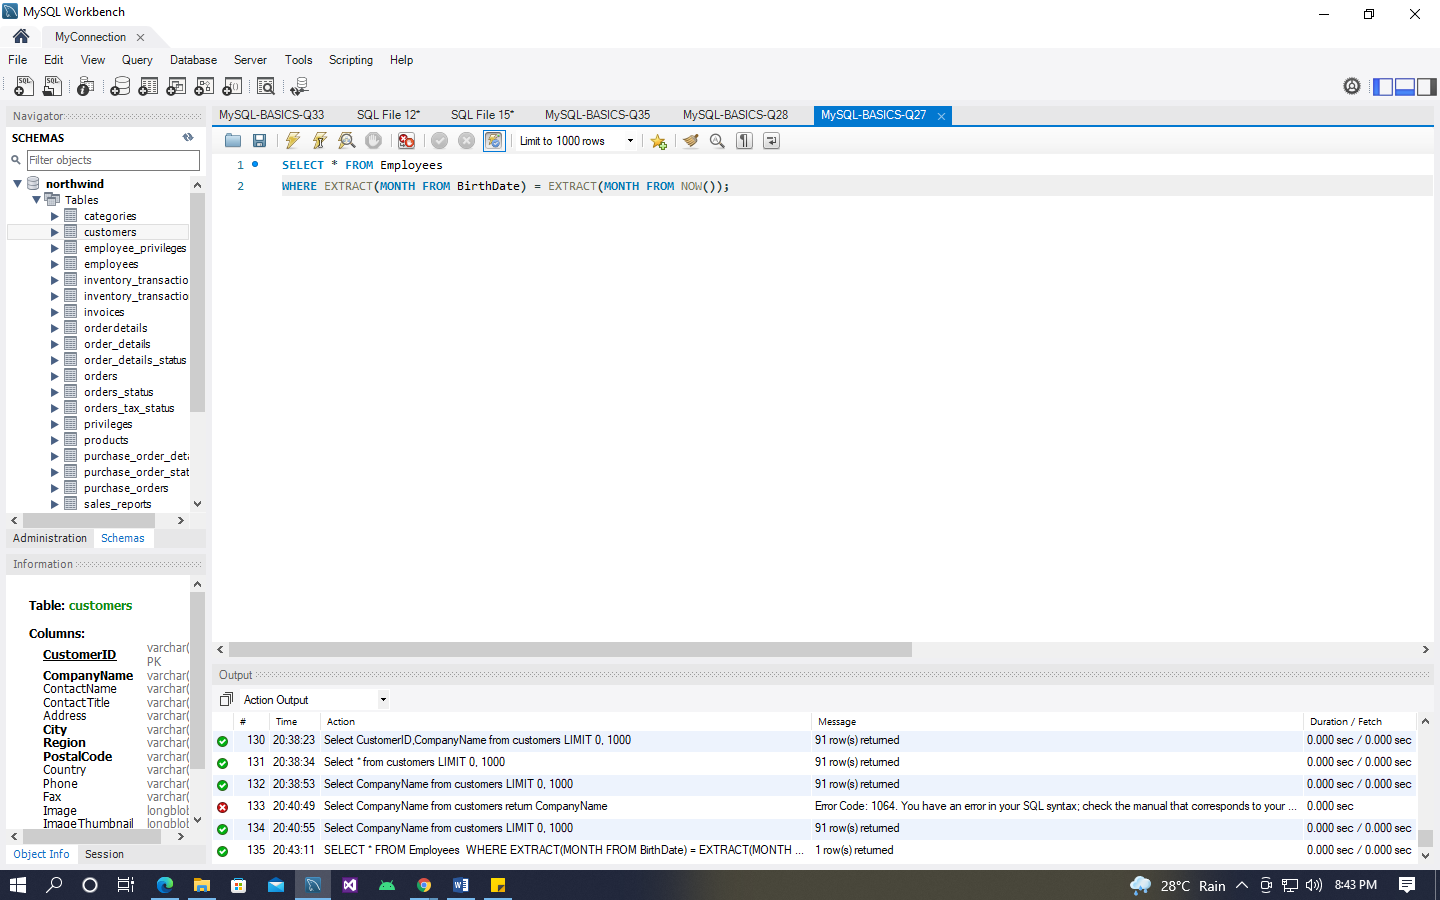 MySQL Workbench
MyConnection
File Edit View Query Database Server Tools Scripting Help
Navigator
SCHEMAS
Filter objects
northwind
Tables
categories
customers
employee_privileges
employees
inventory_transactio
inventory_transactio
invoices
orderdetails
order_details
order_details_status
orders
orders_status
orders_tax_status
privileges
products
purchase_order_deta
purchase_order_stat
purchase_orders
sales_reports
Administration Schemas
Information
Table: customers
Columns:
CustomerID varchar(
PK
CompanyName varchar(
ContactName varchar(
ContactTitle varchar(
Address varchar(
City varchar(
Region varchar(
PostalCode varchar(
Country varchar(
Phone varchar(
Fax varchar(
Image longblob
ImageThumbnail longblob
Object Info Session
MySQL-BASICS-Q33 SQL File 12* SQL File 15* MySQL-BASICS-Q35 MySQL-BASICS-Q28 MySQL-BASICS-Q27
Limit to 1000 rows
1 SELECT * FROM Employees
2 WHERE EXTRACT(MONTH FROM BirthDate) = EXTRACT(MONTH FROM NOW());
Output
Action Output
# Time Action Message Duration / Fetch
130 20:38:23 Select CustomerID,CompanyName from customers LIMIT 0, 1000 91 row(s) returned 0.000 sec / 0.000 sec
131 20:38:34 Select * from customers LIMIT 0, 1000 91 row(s) returned 0.000 sec / 0.000 sec
132 20:38:53 Select CompanyName from customers LIMIT 0, 1000 91 row(s) returned 0.000 sec / 0.000 sec
133 20:40:49 Select CompanyName from customers return CompanyName Error Code: 1064. You have an error in your SQL syntax; check the manual that corresponds to your ... 0.000 sec
134 20:40:55 Select CompanyName from customers LIMIT 0, 1000 91 row(s) returned 0.000 sec / 0.000 sec
135 20:43:11 SELECT * FROM Employees WHERE EXTRACT(MONTH FROM BirthDate) = EXTRACT(MONTH ... 1 row(s) returned 0.000 sec / 0.000 sec
28°C Rain 8:43 PM